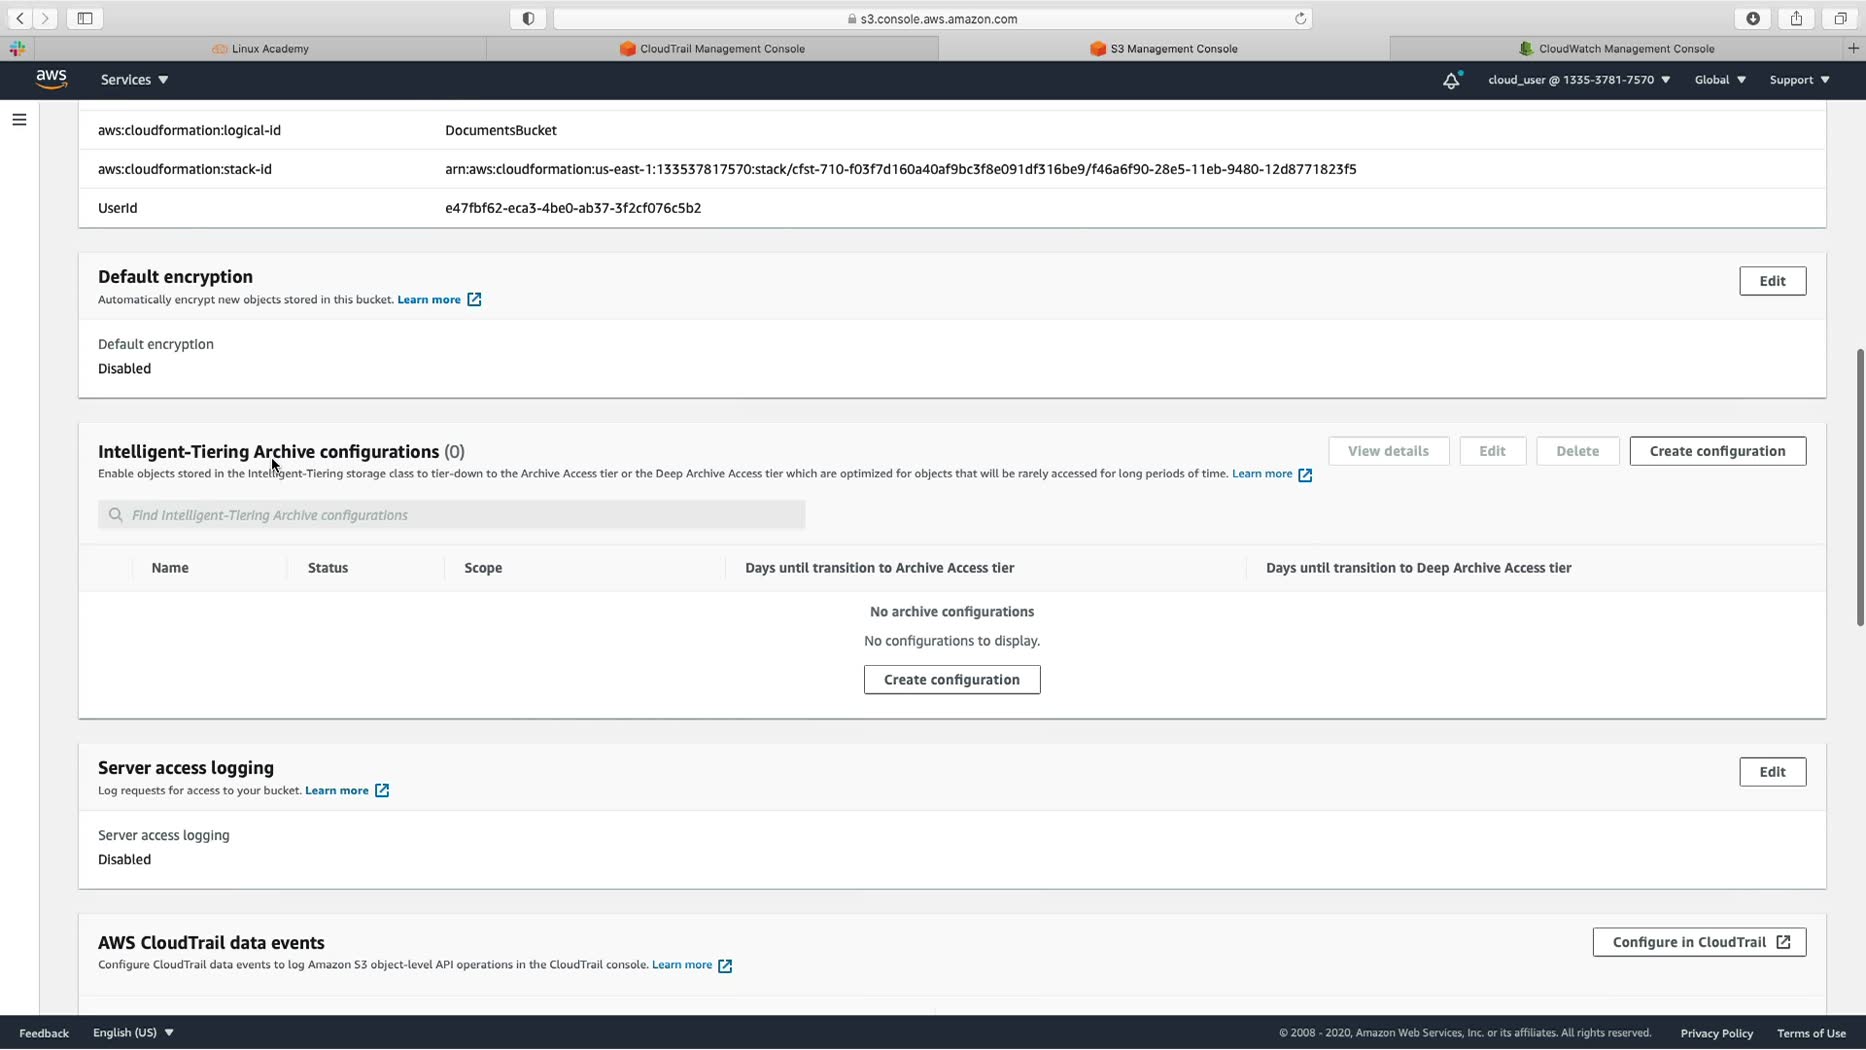 s3.console.aws.amazon.com
Linux Academy
CloudTrail Management Console
S3 Management Console
CloudWatch Management Console
aws
Services
cloud_user @ 1335-3781-7570
Global
Support
aws:cloudformation:logical-id
DocumentsBucket
aws:cloudformation:stack-id
arn:aws:cloudformation:us-east-1:133537817570:stack/cfst-710-f03f7d160a40af9bc3f8e091df316be9/f46a6f90-28e5-11eb-9480-12d8771823f5
UserId
e47fbf62-eca3-4be0-ab37-3f2cf076c5b2
Default encryption
Edit
Automatically encrypt new objects stored in this bucket. Learn more
Default encryption
Disabled
Intelligent-Tiering Archive configurations (0)
View details
Edit
Delete
Create configuration
Enable objects stored in the Intelligent-Tiering storage class to tier-down to the Archive Access tier or the Deep Archive Access tier which are optimized for objects that will be rarely accessed for long periods of time. Learn more
Find Intelligent-Tiering Archive configurations
Name
Status
Scope
Days until transition to Archive Access tier
Days until transition to Deep Archive Access tier
No archive configurations
No configurations to display.
Create configuration
Server access logging
Edit
Log requests for access to your bucket. Learn more
Server access logging
Disabled
AWS CloudTrail data events
Configure in CloudTrail
Configure CloudTrail data events to log Amazon S3 object-level API operations in the CloudTrail console. Learn more
Feedback
English (US)
© 2008 - 2020, Amazon Web Services, Inc. or its affiliates. All rights reserved.
Privacy Policy
Terms of Use